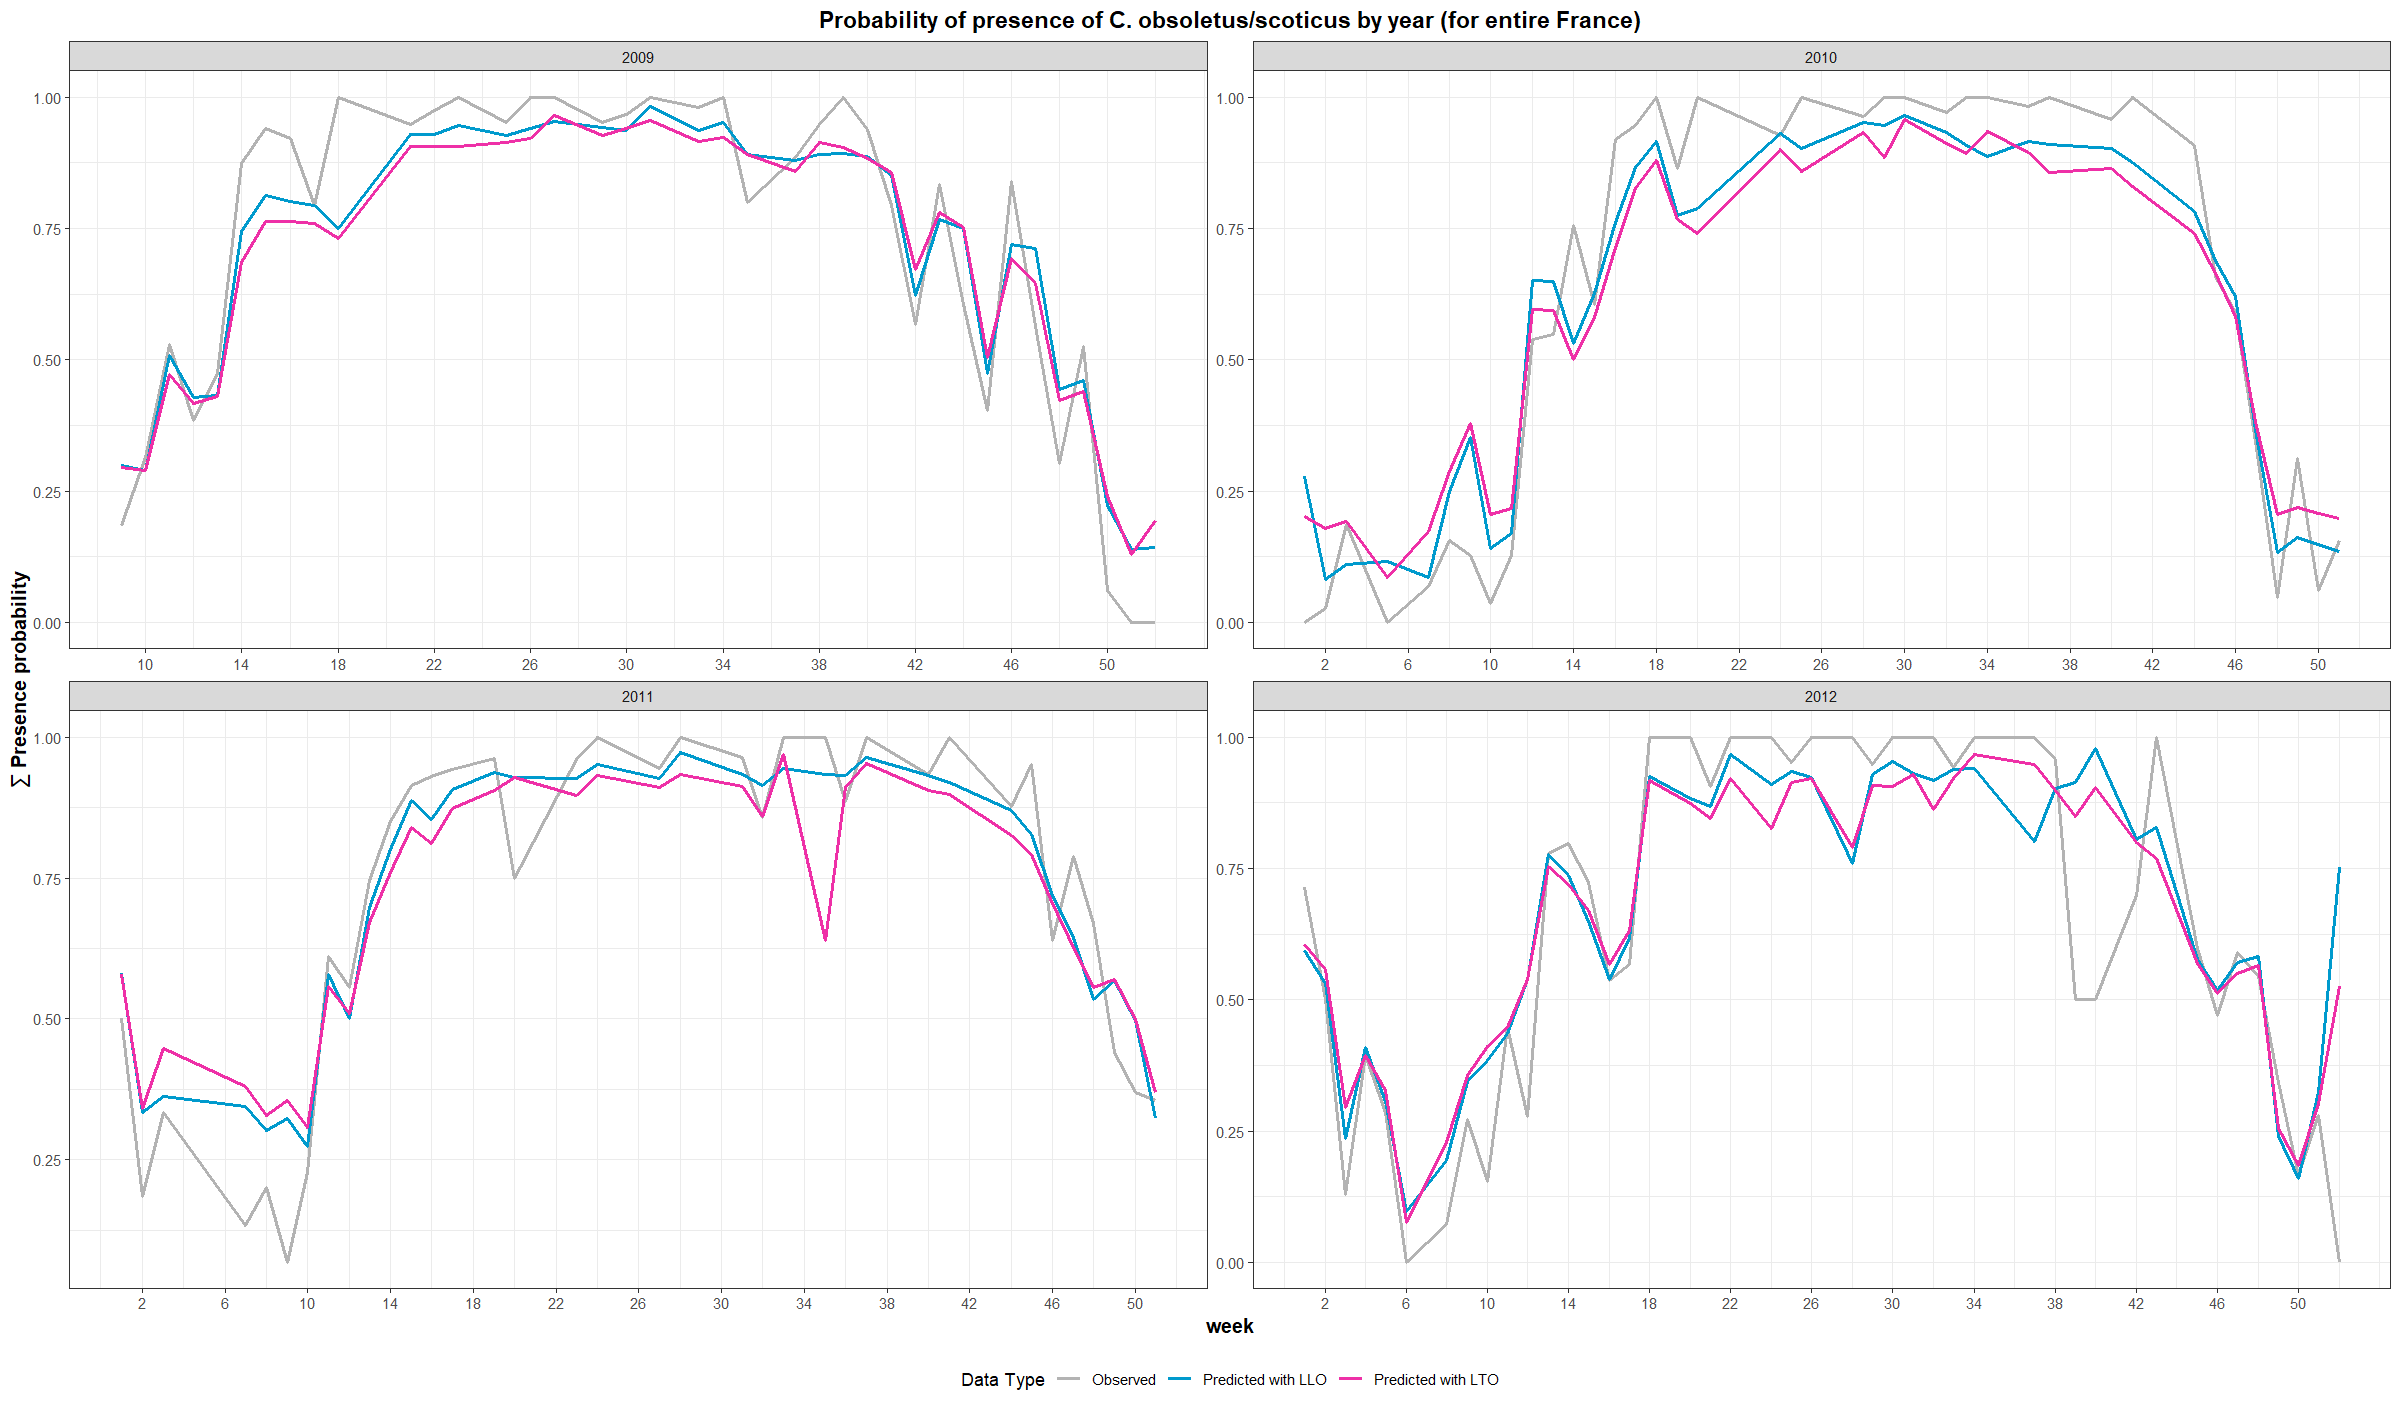 Probability of presence of C. obsoletus/scoticus by year (for entire France)
2009
2010
1.00
0.75
0.50
0.25
0.00
1.00
0.75
0.50
0.25
0.00
10 14 18 22 26 30 34 38 42 46 50
2 6 10 14 18 22 26 30 34 38 42 46 50
∑ Presence probability
2011
2012
1.00
0.75
0.50
0.25
1.00
0.75
0.50
0.25
0.00
2 6 10 14 18 22 26 30 34 38 42 46 50
2 6 10 14 18 22 26 30 34 38 42 46 50
week
Data Type Observed Predicted with LLO Predicted with LTO